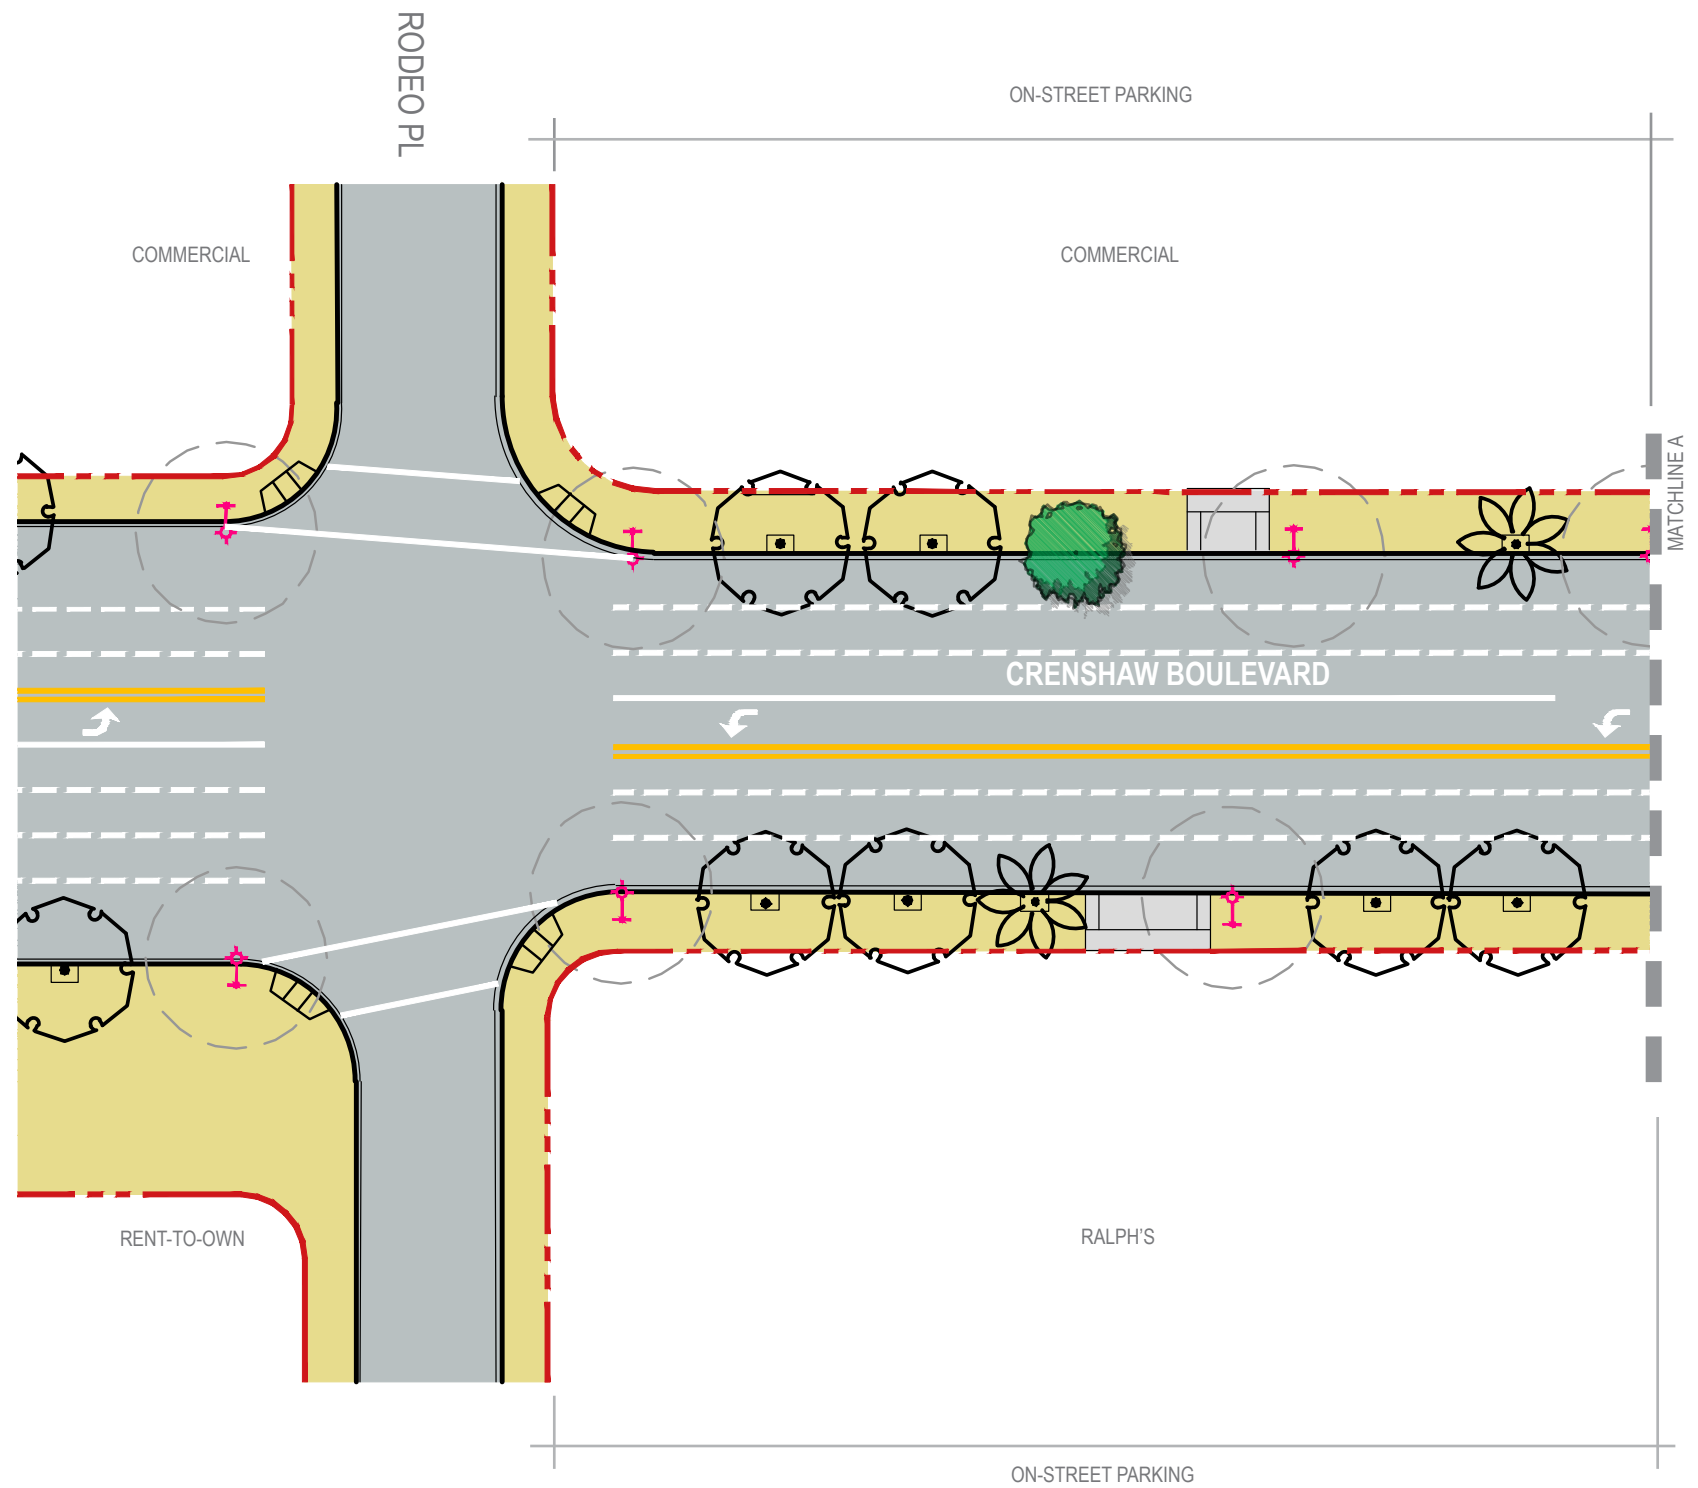 RODEO PL
ON-STREET PARKING
COMMERCIAL
COMMERCIAL
MATCHLINE A
CRENSHAW BOULEVARD
RENT-TO-OWN
RALPH'S
ON-STREET PARKING